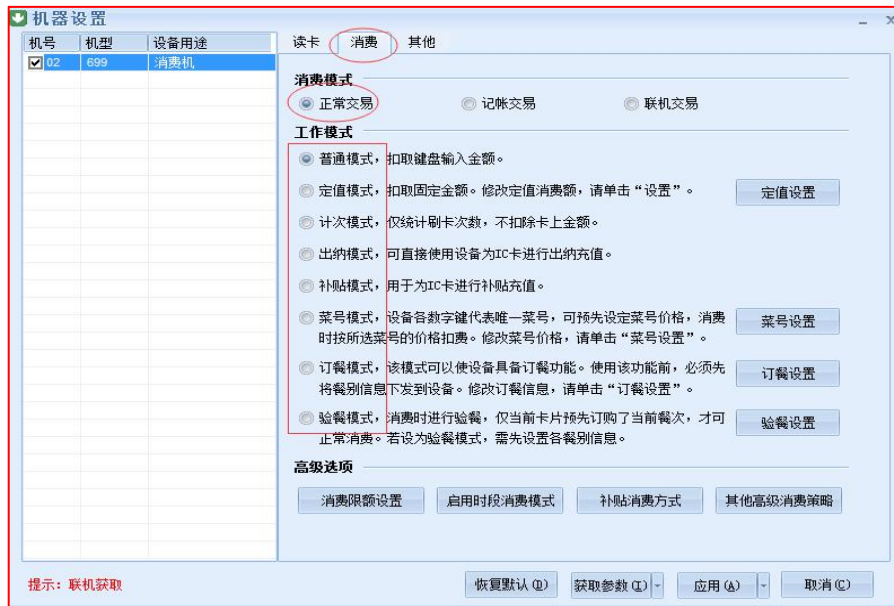 机器设置
机号 机型 设备用途
02 699 消费机
读卡 消费 其他
消费模式
正常交易 记帐交易 联机交易
工作模式
普通模式，扣取键盘输入金额。
定值模式，扣取固定金额。修改定值消费额，请单击“设置”。 定值设置
计次模式，仅统计刷卡次数，不扣除卡上金额。
出纳模式，可直接使用设备为IC卡进行出纳充值。
补贴模式，用于为IC卡进行补贴充值。
菜号模式，设备各数字键代表唯一菜号，可预先设定菜号价格，消费
时按所选菜号的价格扣费。修改菜号价格，请单击“菜号设置”。
菜号设置
订餐模式，该模式可以使设备具备订餐功能。使用该功能前，必须先
将餐别信息下发到设备。修改订餐信息，请单击“订餐设置”。
订餐设置
验餐模式，消费时进行验餐，仅当前卡片预先订购了当前餐次，才可
正常消费。若设为验餐模式，需先设置各餐别信息。
验餐设置
高级选项
消费限额设置 启用时段消费模式 补贴消费方式 其他高级消费策略
提示：联机获取 恢复默认(D) 获取参数(I) 应用(A) 取消(C)